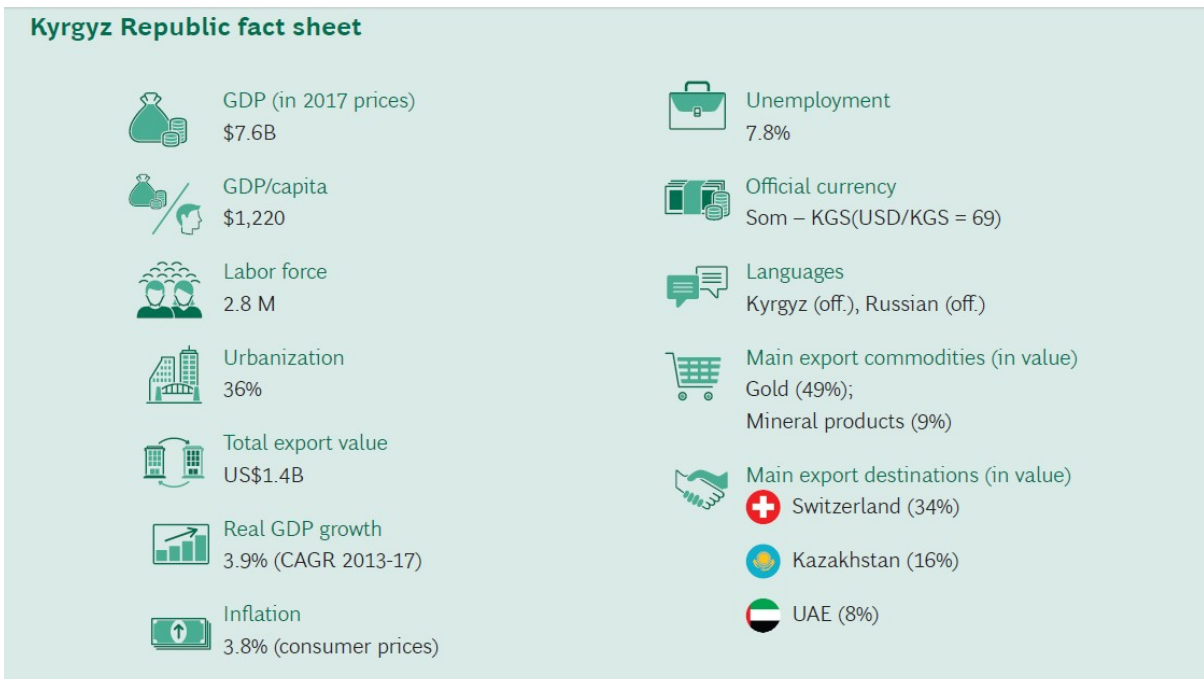 Kyrgyz Republic fact sheet
GDP (in 2017 prices)
$7.6B
GDP/capita
$1,220
Labor force
2.8 M
Urbanization
36%
Total export value
US$1.4B
Real GDP growth
3.9% (CAGR 2013-17)
Inflation
3.8% (consumer prices)
Unemployment
7.8%
Official currency
Som – KGS(USD/KGS = 69)
Languages
Kyrgyz (off.), Russian (off.)
Main export commodities (in value)
Gold (49%);
Mineral products (9%)
Main export destinations (in value)
Switzerland (34%)
Kazakhstan (16%)
UAE (8%)